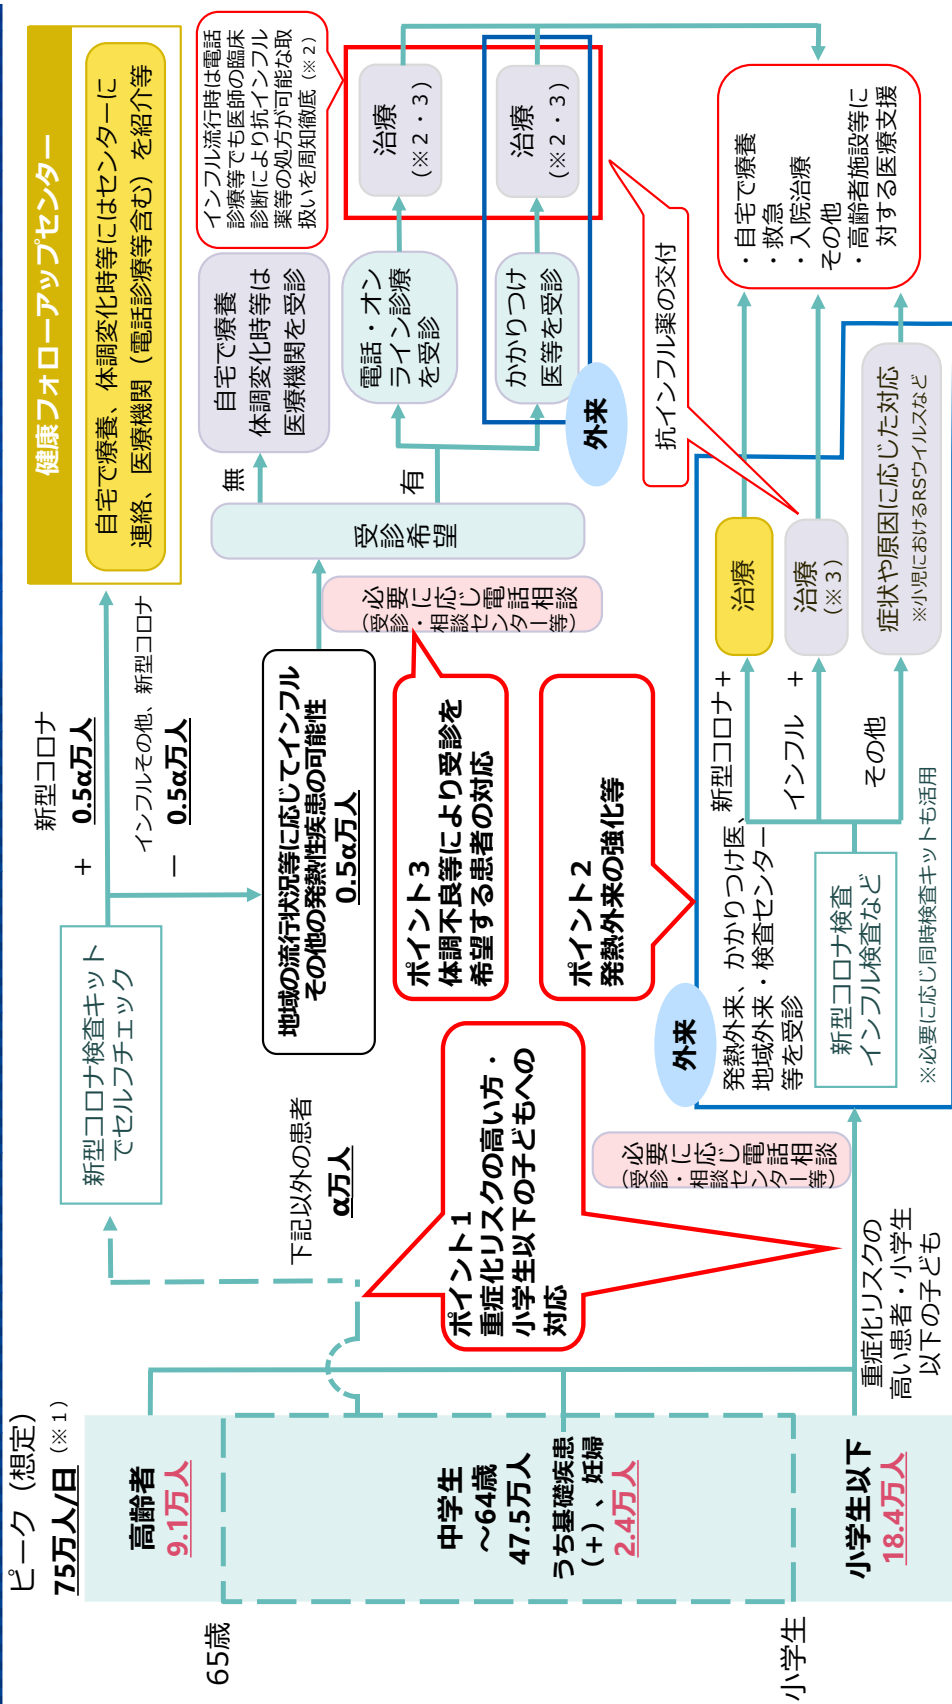 ピーク（想定）
75万人/日（※１）
65歳
小学生
高齢者
9.1万人
中学生
～64歳
47.5万人
うち基礎疾患
（＋）、妊婦
2.4万人
小学生以下
18.4万人
新型コロナ検査キット
でセルフチェック
下記以外の患者
α万人
ポイント１
重症化リスクの高い方・
小学生以下の子どもへの
対応
重症化リスクの
高い患者・小学生
以下の子ども
必要に応じ電話相談
（受診・相談センター等）
新型コロナ
＋
0.5α万人
インフルその他、新型コロナ
－
0.5α万人
健康フォローアップセンター
自宅で療養、体調変化時等にはセンターに
連絡、医療機関（電話診療等含む）を紹介等
地域の流行状況等に応じてインフル
その他の発熱性疾患の可能性
0.5α万人
必要に応じ電話相談
（受診・相談センター等）
ポイント３
体調不良等により受診を
希望する患者の対応
受診希望
無
有
自宅で療養
体調変化時等は
医療機関を受診
電話・オン
ライン診療
を受診
かかりつけ
医等を受診
外来
治療
（※２・３）
治療
（※２・３）
インフル流行時は電話
診療等でも医師の臨床
診断により抗インフル
薬等の処方が可能な取
扱いを周知徹底（※２）
ポイント２
発熱外来の強化等
外来
発熱外来、かかりつけ医、
地域外来・検査センター
等を受診
新型コロナ検査
インフル検査など
※必要に応じ同時検査キットも活用
新型コロナ＋
インフル ＋
その他
治療
治療
（※３）
症状や原因に応じた対応
※小児におけるRSウイルスなど
抗インフル薬の交付
・自宅で療養
・救急
・入院治療
その他
・高齢者施設等に
対する医療支援